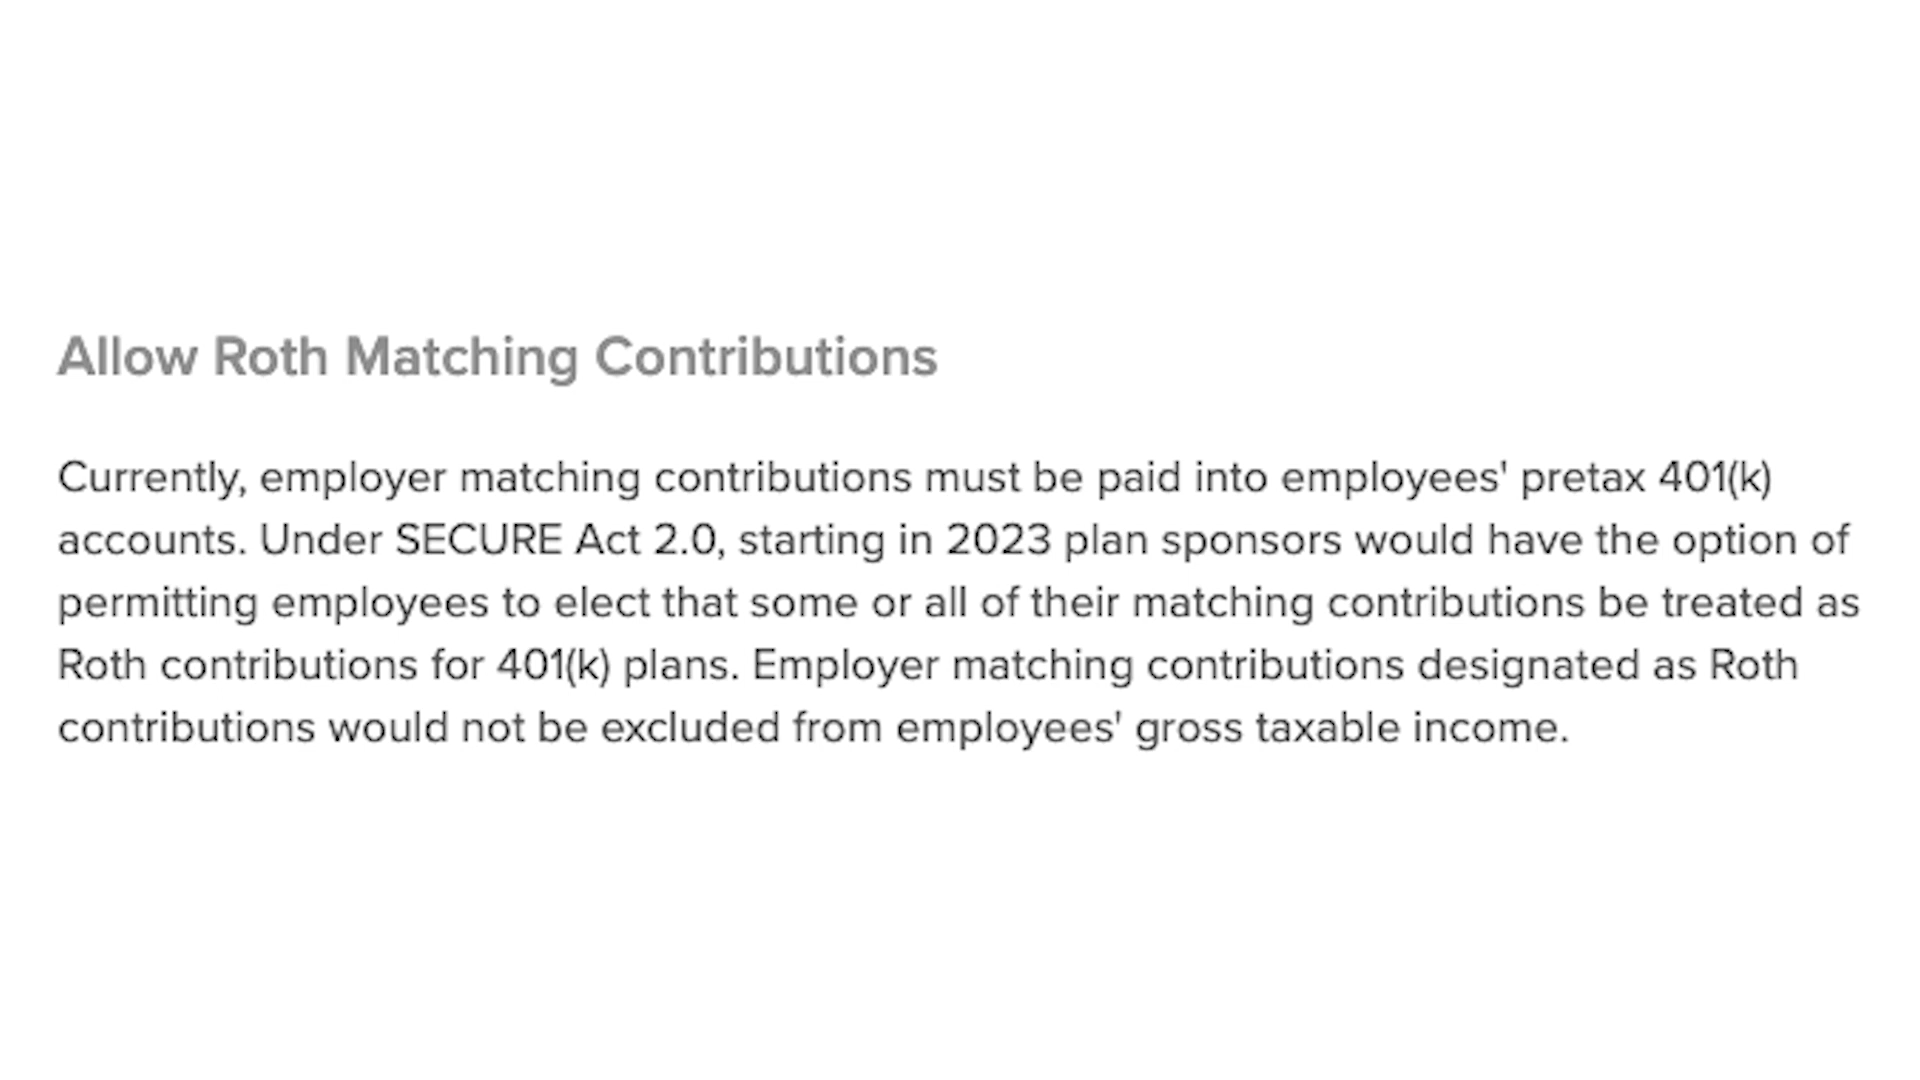 Allow Roth Matching Contributions
Currently, employer matching contributions must be paid into employees' pretax 401(k)
accounts. Under SECURE Act 2.0, starting in 2023 plan sponsors would have the option of
permitting employees to elect that some or all of their matching contributions be treated as
Roth contributions for 401(k) plans. Employer matching contributions designated as Roth
contributions would not be excluded from employees' gross taxable income.